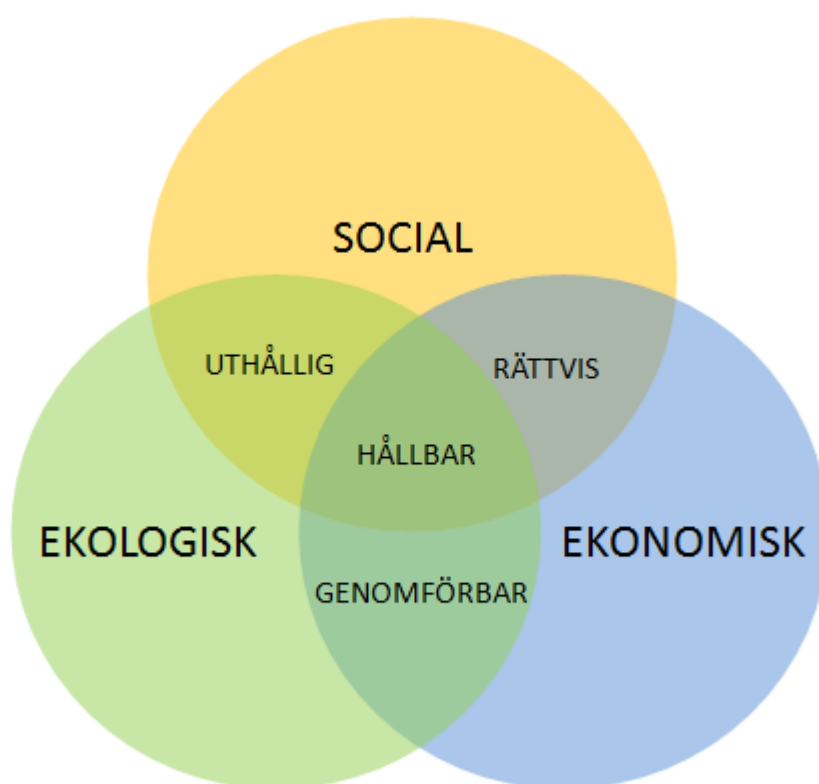 SOCIAL
UTHÅLLIG
RÄTTVIS
HÅLLBAR
EKOLOGISK
EKONOMISK
GENOMFÖRBAR